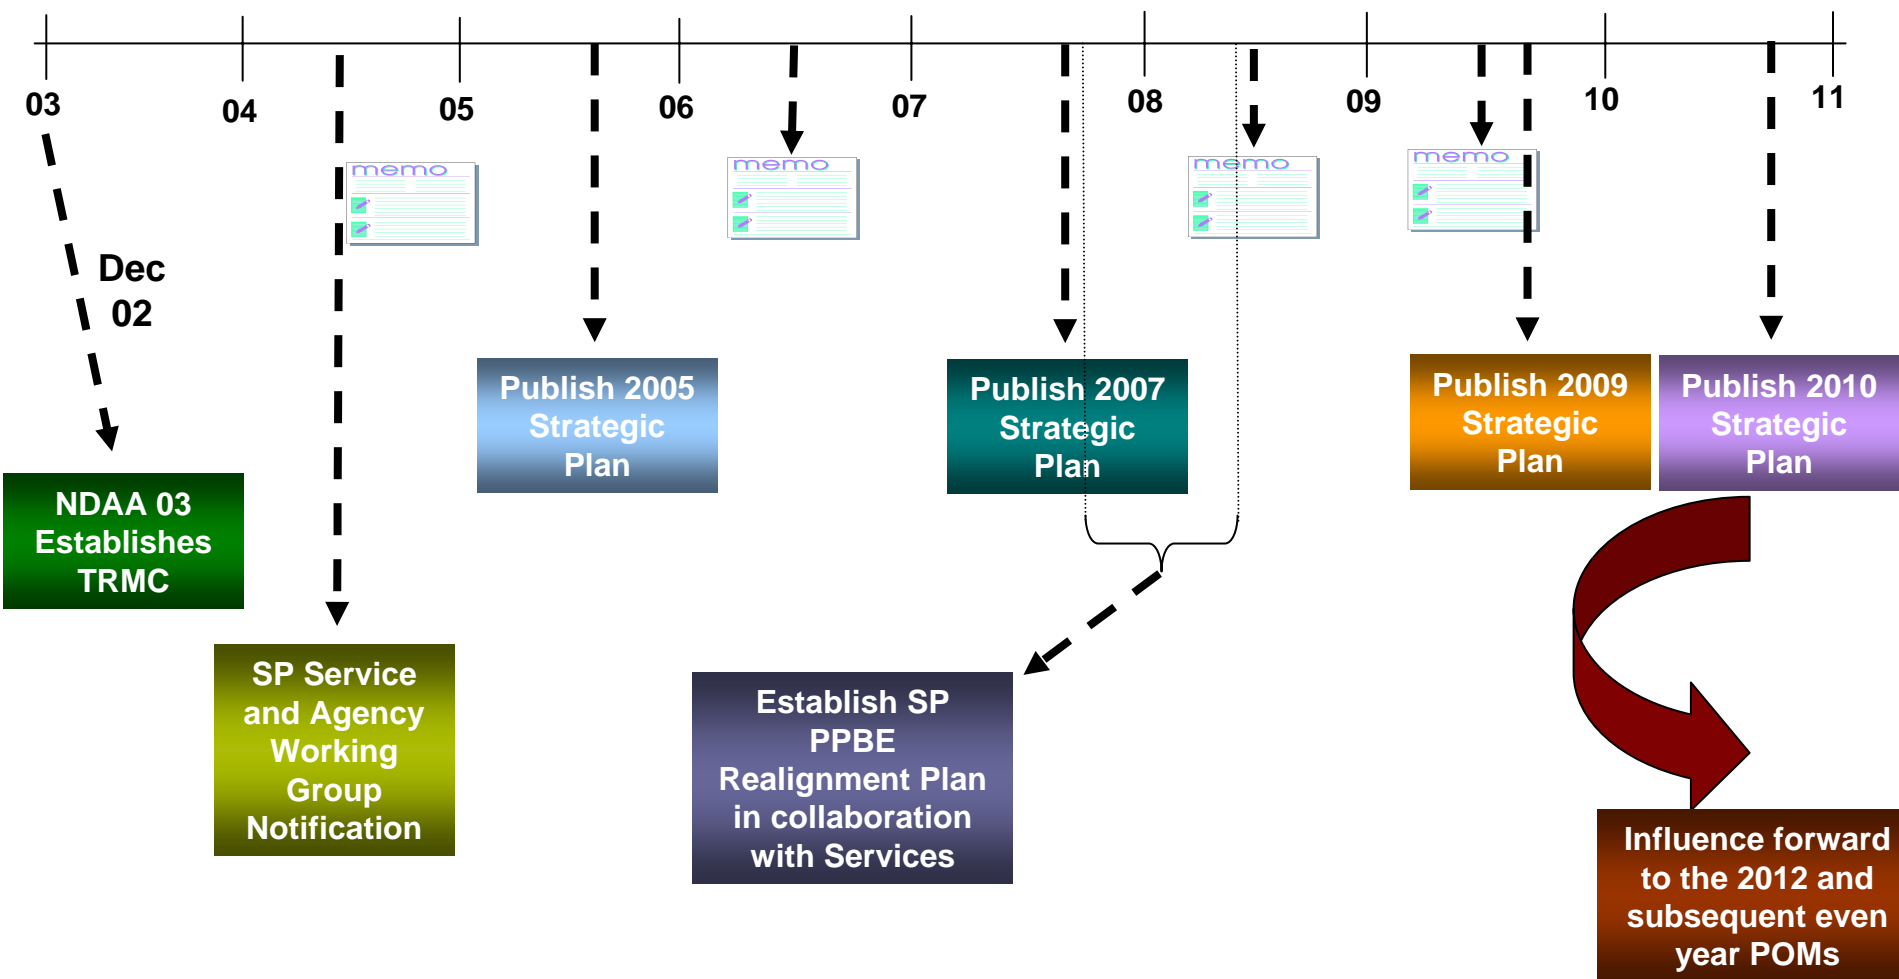 03
04
05
06
07
08
09
10
11
memo
memo
memo
memo
Dec
02
Publish 2005
Strategic
Plan
Publish 2007
Strategic
Plan
Publish 2009
Strategic
Plan
Publish 2010
Strategic
Plan
NDAA 03
Establishes
TRMC
SP Service
and Agency
Working
Group
Notification
Establish SP
PPBE
Realignment Plan
in collaboration
with Services
Influence forward
to the 2012 and
subsequent even
year POMs